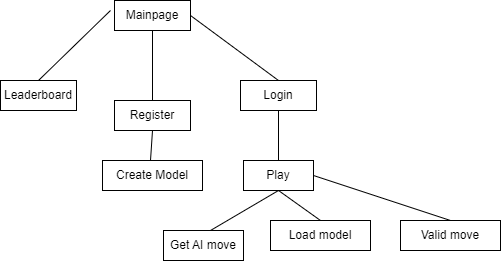 Mainpage
Leaderboard
Login
Register
Create Model
Play
Get AI move
Load model
Valid move